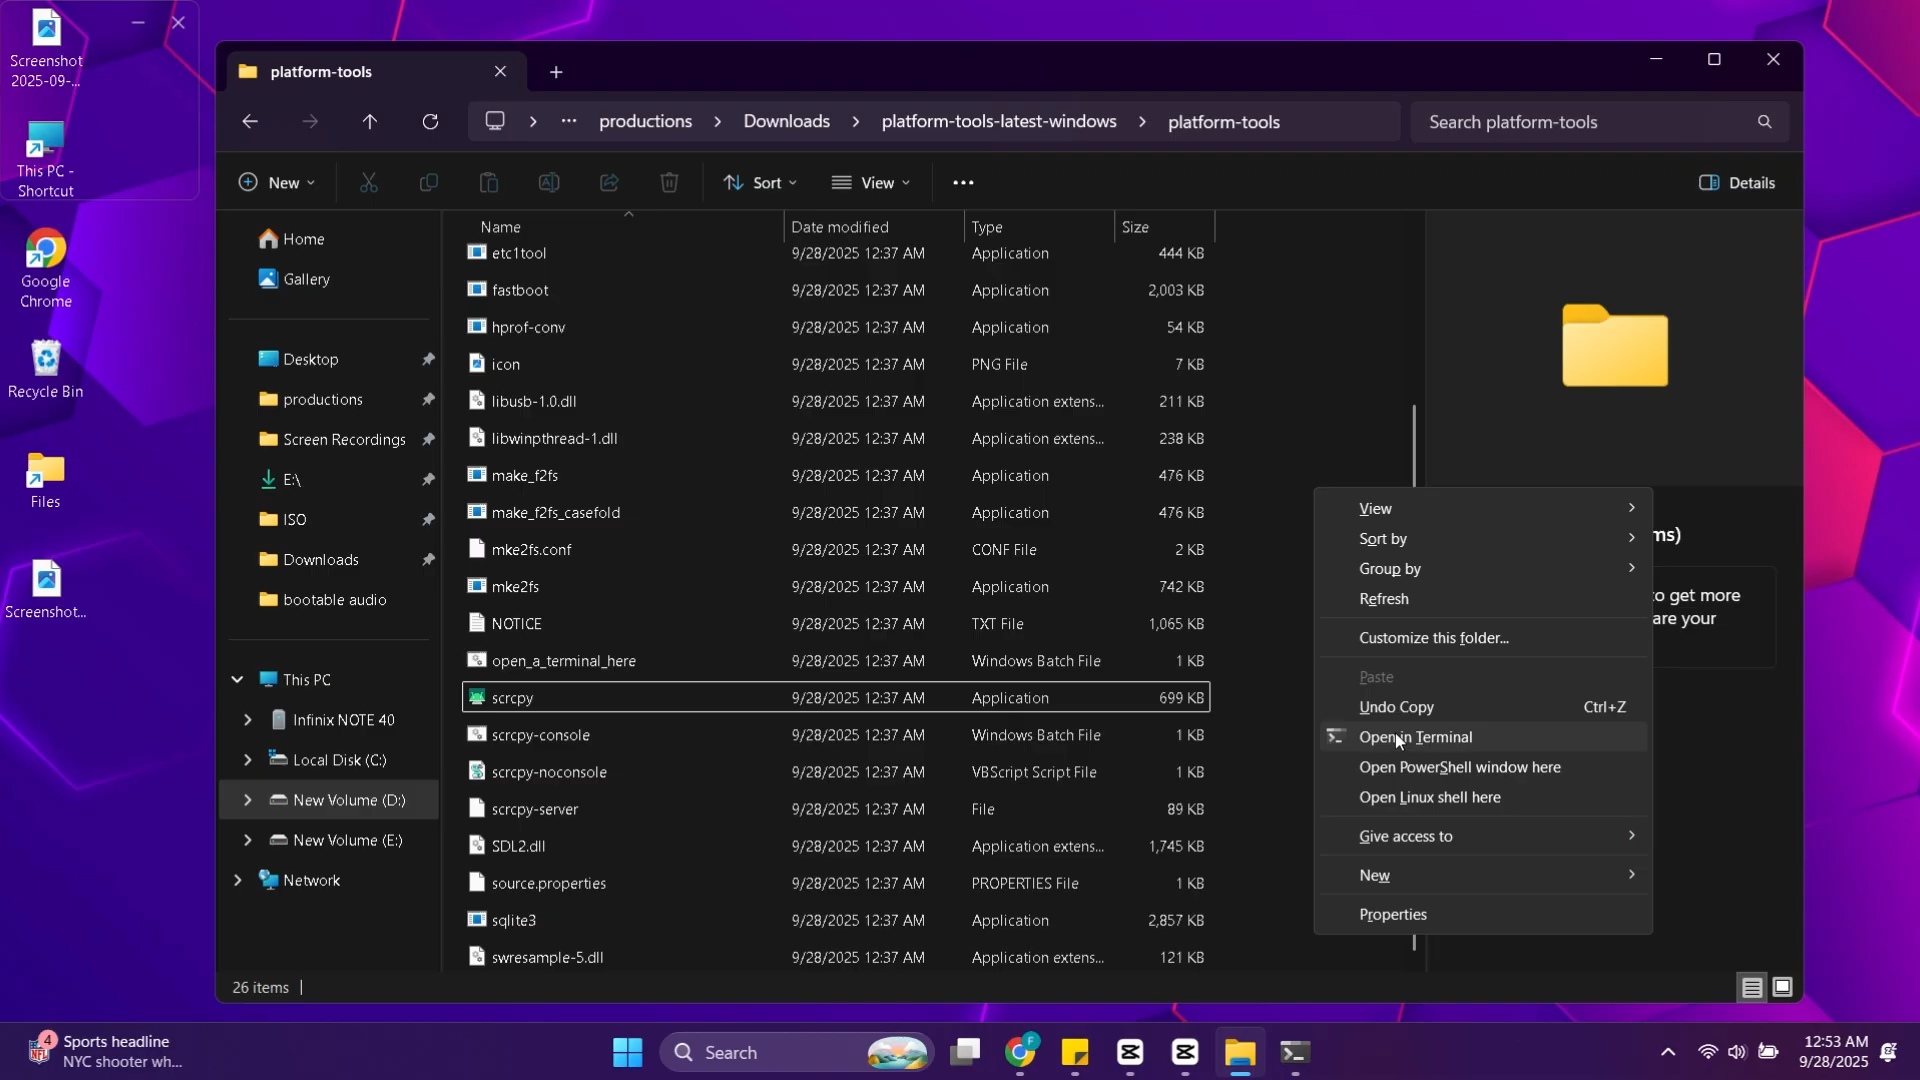 Screenshot
2025-09-...
This PC -
Shortcut
Google
Chrome
Recycle Bin
Files
Screenshot...
platform-tools
productions
Downloads
platform-tools-latest-windows
platform-tools
Search platform-tools
New
Sort
View
Details
Home
Gallery
Desktop
productions
Screen Recordings
E:\
ISO
Downloads
bootable audio
This PC
Infinix NOTE 40
Local Disk (C:)
New Volume (D:)
New Volume (E:)
Network
Name Date modified Type Size
etc1tool 9/28/2025 12:37 AM Application 444 KB
fastboot 9/28/2025 12:37 AM Application 2,003 KB
hprof-conv 9/28/2025 12:37 AM Application 54 KB
icon 9/28/2025 12:37 AM PNG File 7 KB
libusb-1.0.dll 9/28/2025 12:37 AM Application extens... 211 KB
libwinpthread-1.dll 9/28/2025 12:37 AM Application extens... 238 KB
make_f2fs 9/28/2025 12:37 AM Application 476 KB
make_f2fs_casefold 9/28/2025 12:37 AM Application 476 KB
mke2fs.conf 9/28/2025 12:37 AM CONF File 2 KB
mke2fs 9/28/2025 12:37 AM Application 742 KB
NOTICE 9/28/2025 12:37 AM TXT File 1,065 KB
open_a_terminal_here 9/28/2025 12:37 AM Windows Batch File 1 KB
scrcpy 9/28/2025 12:37 AM Application 699 KB
scrcpy-console 9/28/2025 12:37 AM Windows Batch File 1 KB
scrcpy-noconsole 9/28/2025 12:37 AM VBScript Script File 1 KB
scrcpy-server 9/28/2025 12:37 AM File 89 KB
SDL2.dll 9/28/2025 12:37 AM Application extens... 1,745 KB
source.properties 9/28/2025 12:37 AM PROPERTIES File 1 KB
sqlite3 9/28/2025 12:37 AM Application 2,857 KB
swresample-5.dll 9/28/2025 12:37 AM Application extens... 121 KB
ms)
to get more
are your
View
Sort by
Group by
Refresh
Customize this folder...
Paste
Undo Copy Ctrl+Z
Open in Terminal
Open PowerShell window here
Open Linux shell here
Give access to
New
Properties
26 items
4
Sports headline
NYC shooter wh...
Search
F
12:53 AM
9/28/2025